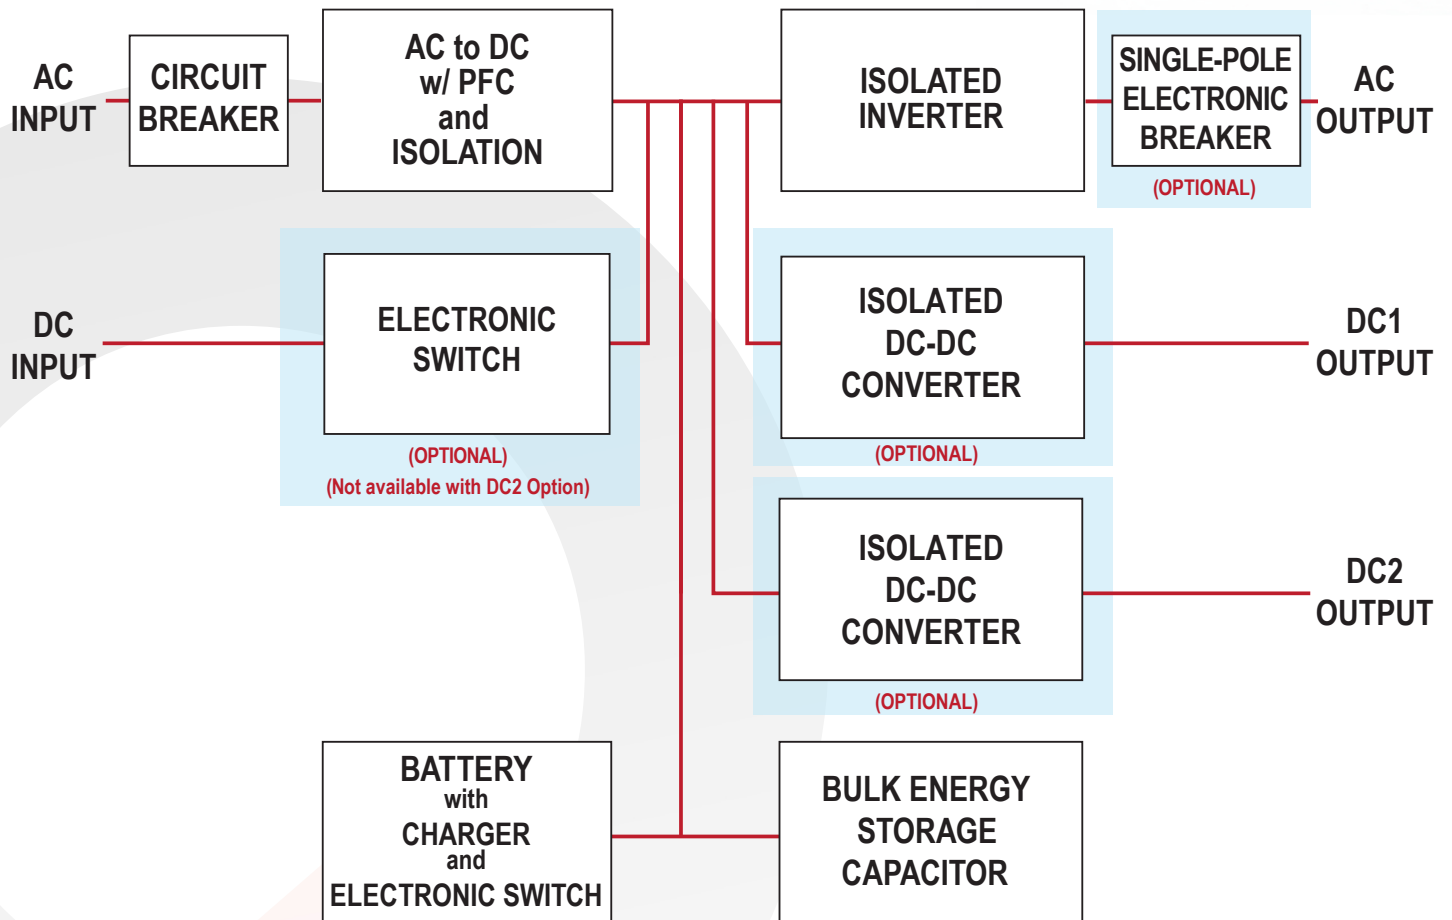 AC
INPUT
CIRCUIT
BREAKER
AC to DC
w/ PFC
and
ISOLATION
ISOLATED
INVERTER
SINGLE-POLE
ELECTRONIC
BREAKER
(OPTIONAL)
AC
OUTPUT
DC
INPUT
ELECTRONIC
SWITCH
(OPTIONAL)
(Not available with DC2 Option)
ISOLATED
DC-DC
CONVERTER
(OPTIONAL)
DC1
OUTPUT
ISOLATED
DC-DC
CONVERTER
(OPTIONAL)
DC2
OUTPUT
BATTERY
with
CHARGER
and
ELECTRONIC SWITCH
BULK ENERGY
STORAGE
CAPACITOR